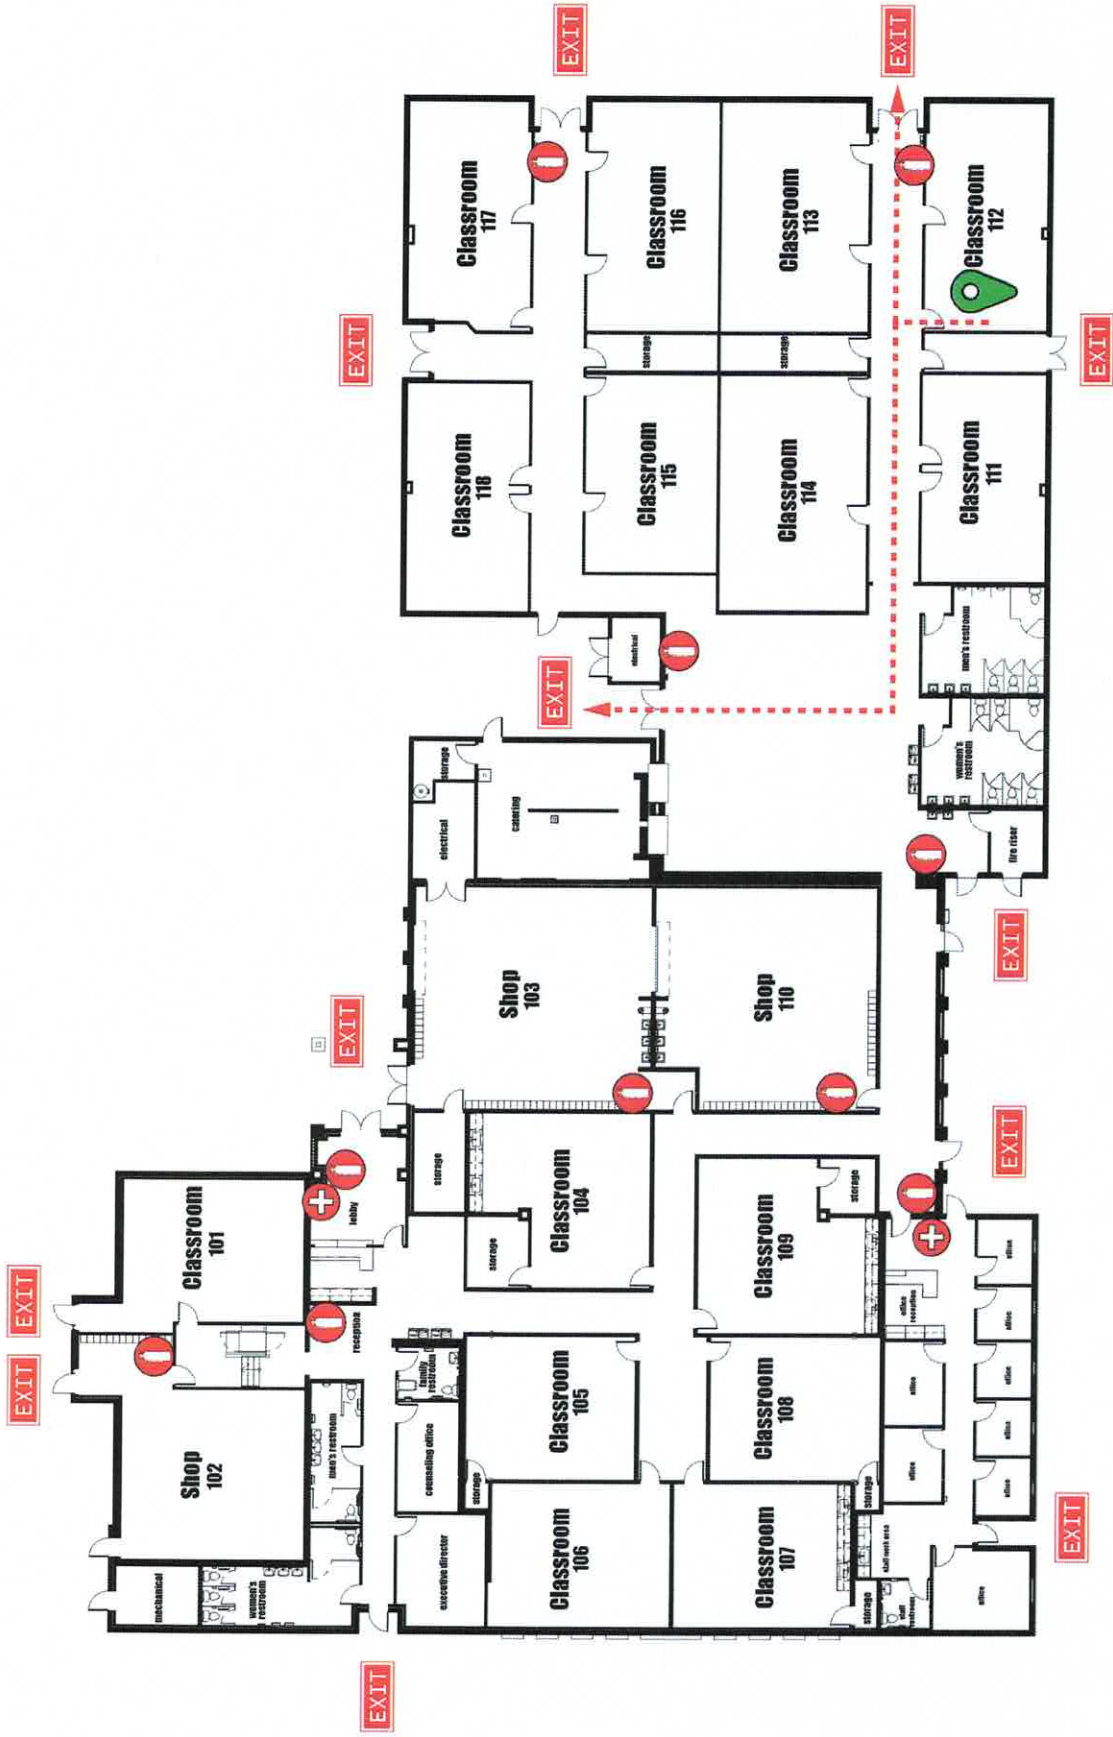 EXIT
EXIT
mechanical
Shop
102
Classroom
101
women's
restroom
men's restroom
reception
lobby
EXIT
EXIT
EXIT
executive director
counseling office
family
restroom
storage
electrical
storage
Classroom
118
Classroom
117
storage
storage
Classroom
104
Shop
103
catering
EXIT
EXIT
Classroom
106
Classroom
105
electrical
Classroom
115
storage
Classroom
116
Classroom
107
Classroom
108
Classroom
109
storage
Shop
110
Classroom
114
storage
Classroom
113
storage
storage
staff work area
staff
restroom
office
office
office
reception
EXIT
office
office
office
office
office
office
EXIT
EXIT
EXIT
fire riser
women's
restroom
men's restroom
Classroom
111
Classroom
112
EXIT